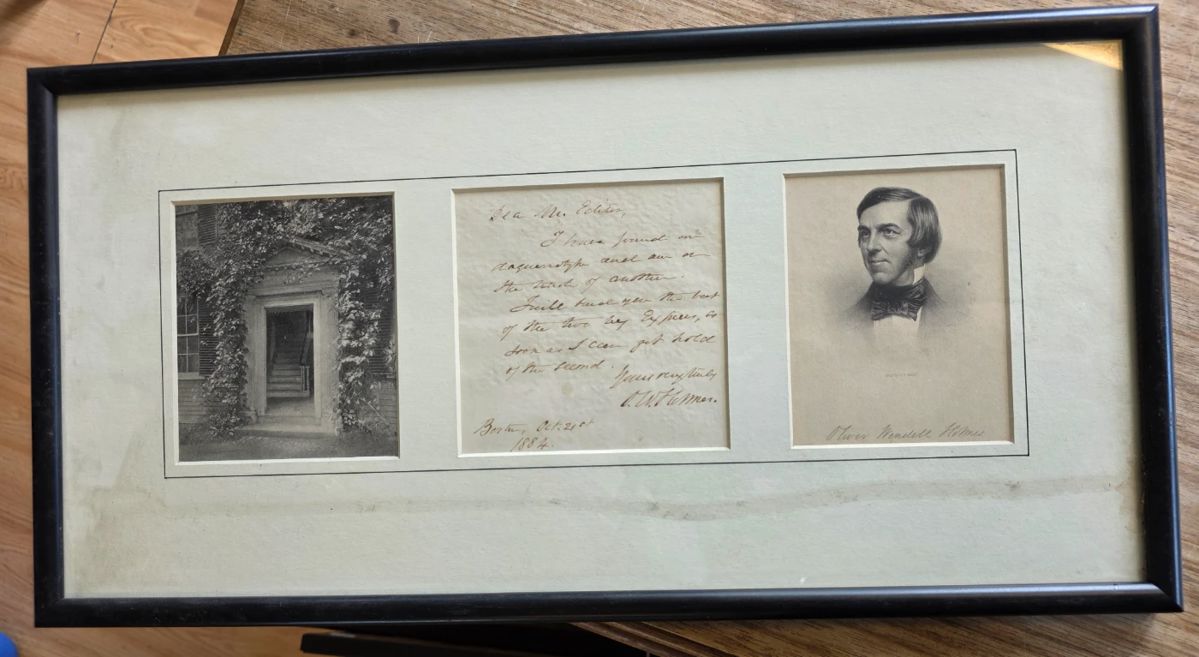 Dear Mr. Editor,
I have found one
daguerreotype and am on
the track of another.
I will send you the best
of the two by Express, as
soon as I can get hold
of the second.
Yours very truly
O. W. Holmes.
Boston, Oct. 21st
1884.
Oliver Wendell Holmes